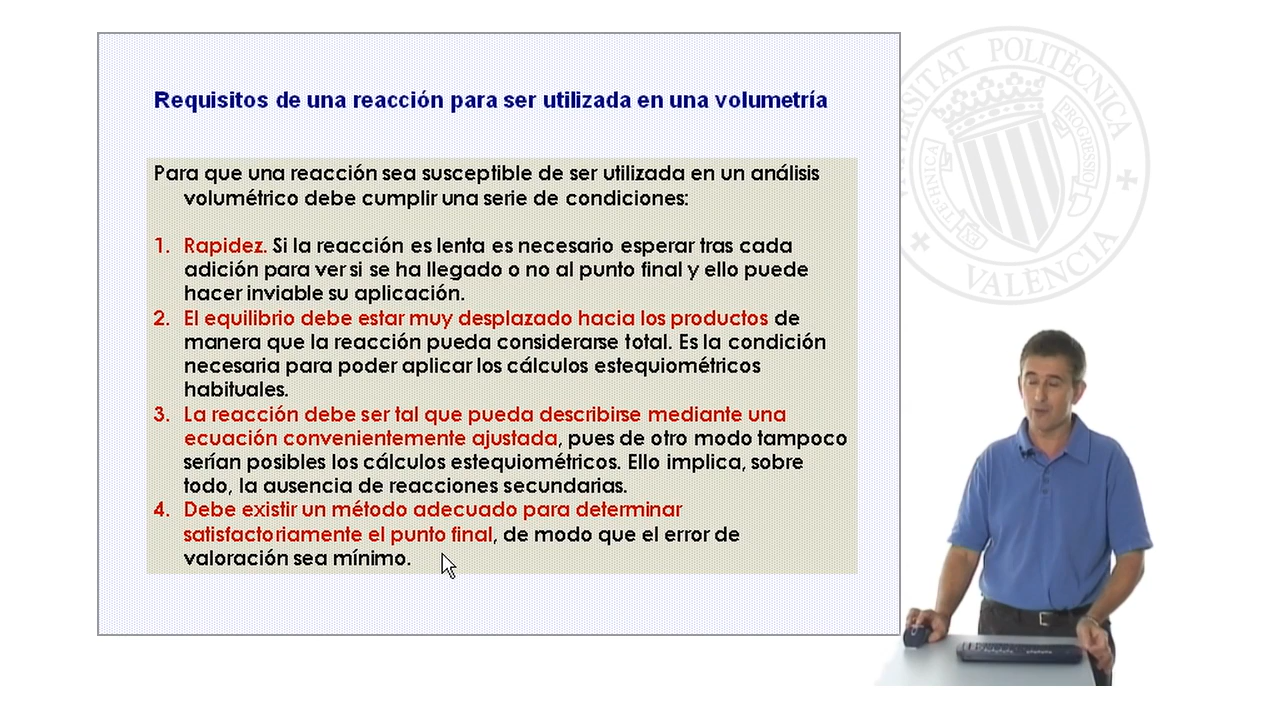 Requisitos de una reacción para ser utilizada en una volumetría
Para que una reacción sea susceptible de ser utilizada en un análisis
volumétrico debe cumplir una serie de condiciones:
1. Rapidez. Si la reacción es lenta es necesario esperar tras cada
adición para ver si se ha llegado o no al punto final y ello puede
hacer inviable su aplicación.
2. El equilibrio debe estar muy desplazado hacia los productos de
manera que la reacción pueda considerarse total. Es la condición
necesaria para poder aplicar los cálculos estequiométricos
habituales.
3. La reacción debe ser tal que pueda describirse mediante una
ecuación convenientemente ajustada, pues de otro modo tampoco
serían posibles los cálculos estequiométricos. Ello implica, sobre
todo, la ausencia de reacciones secundarias.
4. Debe existir un método adecuado para determinar
satisfactoriamente el punto final, de modo que el error de
valoración sea mínimo.
VERSITAT POLITÈCNICA
VALÈNCIA
EX
TECHNICA
PROGRESSIO